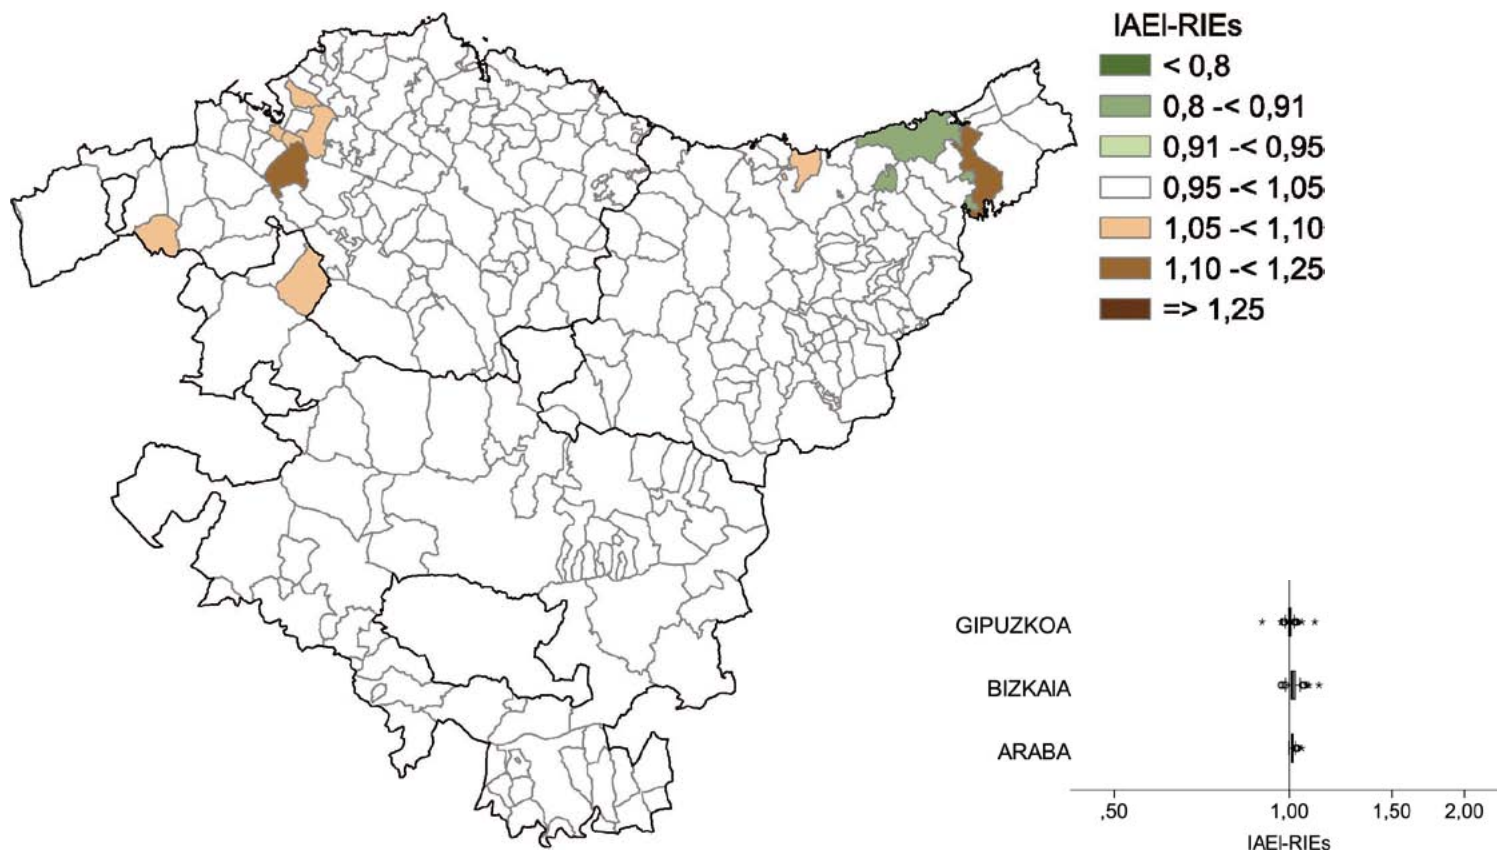 IAEI-RIEs
< 0,8
0,8 -< 0,91
0,91 -< 0,95
0,95 -< 1,05
1,05 -< 1,10
1,10 -< 1,25
=> 1,25
GIPUZKOA
BIZKAIA
ARABA
,50 1,00 1,50 2,00
IAEI-RIEs